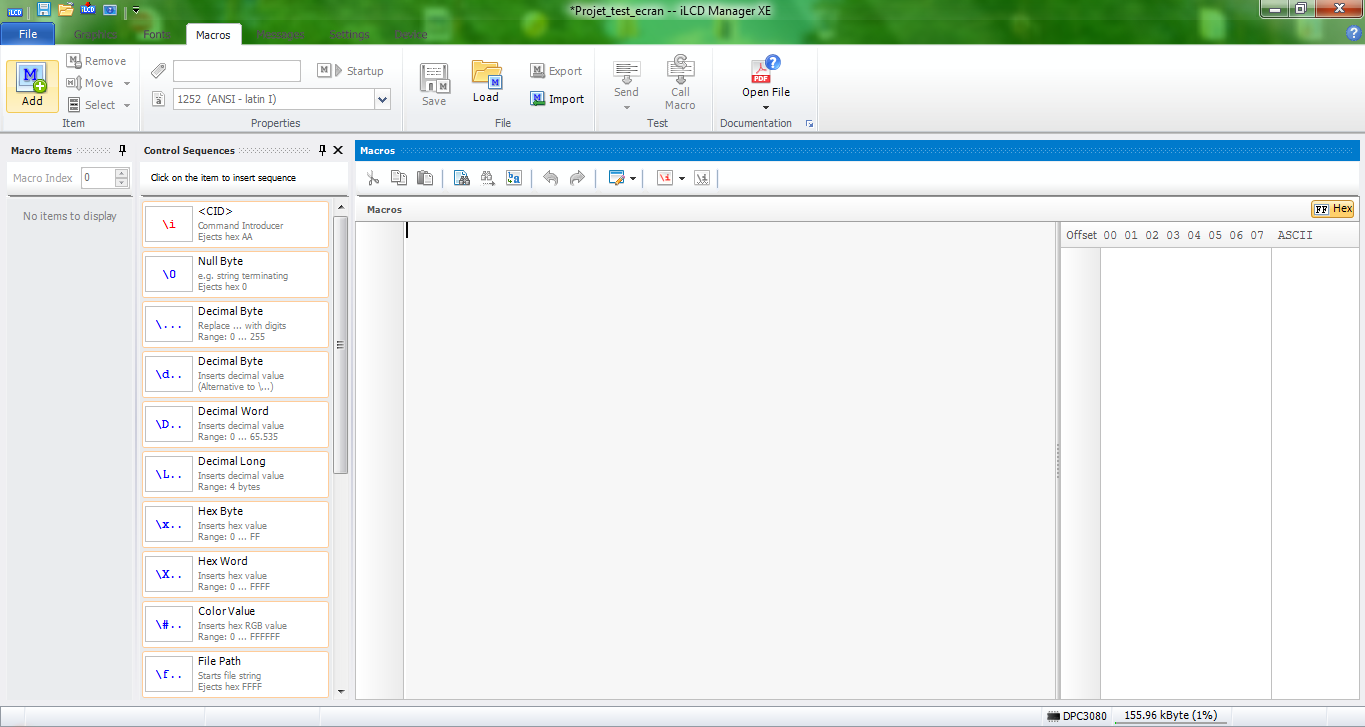 iLCD iLCD
*Projet_test_ecran -- iLCD Manager XE
File Graphics Fonts Macros Messages Settings Device
Add
Remove
Move
Select
Item
Startup
1252 (ANSI - latin I)
Properties
Save
Load
Export
Import
File
Send
Call
Macro
Test
PDF
Open File
Documentation
Macro Items
Macro Index 0
No items to display
Control Sequences
Click on the item to insert sequence
\i
<CID>
Command Introducer
Ejects hex AA
\0
Null Byte
e.g. string terminating
Ejects hex 0
\...
Decimal Byte
Replace ... with digits
Range: 0 ... 255
\d..
Decimal Byte
Inserts decimal value
(Alternative to \...)
\D..
Decimal Word
Inserts decimal value
Range: 0 ... 65.535
\L..
Decimal Long
Inserts decimal value
Range: 4 bytes
\x..
Hex Byte
Inserts hex value
Range: 0 ... FF
\X..
Hex Word
Inserts hex value
Range: 0 ... FFFF
\#..
Color Value
Inserts hex RGB value
Range: 0 ... FFFFFF
\f..
File Path
Starts file string
Ejects hex FFFF
Macros
Macros
FF Hex
Offset 00 01 02 03 04 05 06 07 ASCII
DPC3080 155.96 kByte (1%)